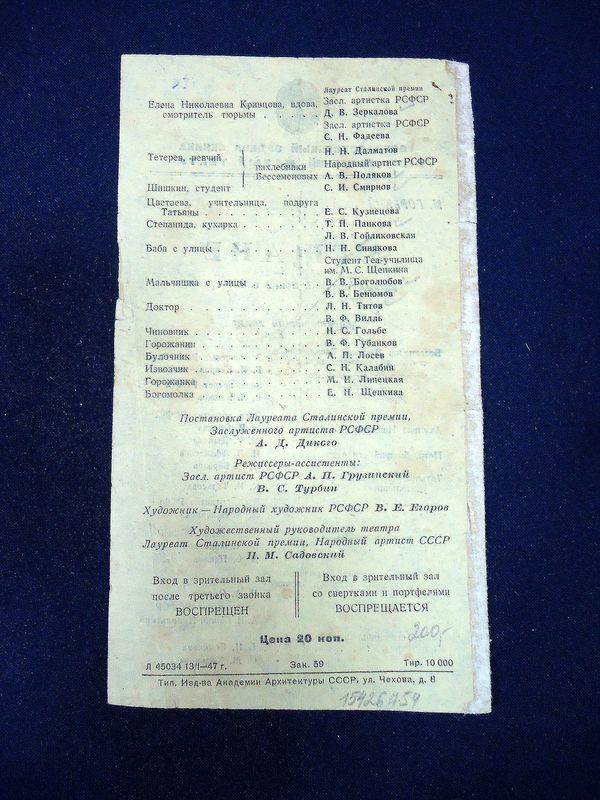 Лауреат Сталинской премии
Елена Николаевна Кривцова, вдова, Засл. артистка РСФСР
смотритель тюрьмы . . . . . . Д. В. Зеркалова
Засл. артистка РСФСР
С. Н. Фадеева
Н. Н. Далматов
Тетерев, певчий
нахлебники Народный артист РСФСР
Бессеменовых А. В. Поляков
Шишкин, студент С. И. Смирнов
Цветаева, учительница, подруга
Татьяны . . . . . . . . . . Е. С. Кузнецова
Степанида, кухарка . . . . . . . Т. П. Панкова
Л. В. Гойликовская
Баба с улицы . . . . . . . . . Н. Н. Синякова
Студент Теа-училища
им. М. С. Щепкина
Мальчишка с улицы . . . . . . В. В. Боголюбов
В. В. Бенюмов
Доктор . . . . . . . . . . . Л. Н. Титов
В. Ф. Вилль
Чиновник . . . . . . . . . . Н. С. Гольбе
Горожанин . . . . . . . . . . В. Ф. Губанков
Булочник . . . . . . . . . . А. П. Лосев
Извозчик . . . . . . . . . . С. Н. Калабин
Горожанка . . . . . . . . . . М. И. Липецкая
Богомолка . . . . . . . . . . Е. Н. Щепкина
Постановка Лауреата Сталинской премии,
Заслуженного артиста РСФСР
А. Д. Дикого
Режиссеры-ассистенты:
Засл. артист РСФСР А. П. Грузинский
В. С. Турбин
Художник — Народный художник РСФСР В. Е. Егоров
Художественный руководитель театра
Лауреат Сталинской премии, Народный артист СССР
П. М. Садовский
Вход в зрительный зал
после третьего звонка
ВОСПРЕЩЕН
Вход в зрительный зал
со свертками и портфелями
ВОСПРЕЩАЕТСЯ
Цена 20 коп.
200,-
Л 45034 13/I—47 г. Зак. 59 Тир. 10 000
Тип. Изд-ва Академии Архитектуры СССР, ул. Чехова, д. 8